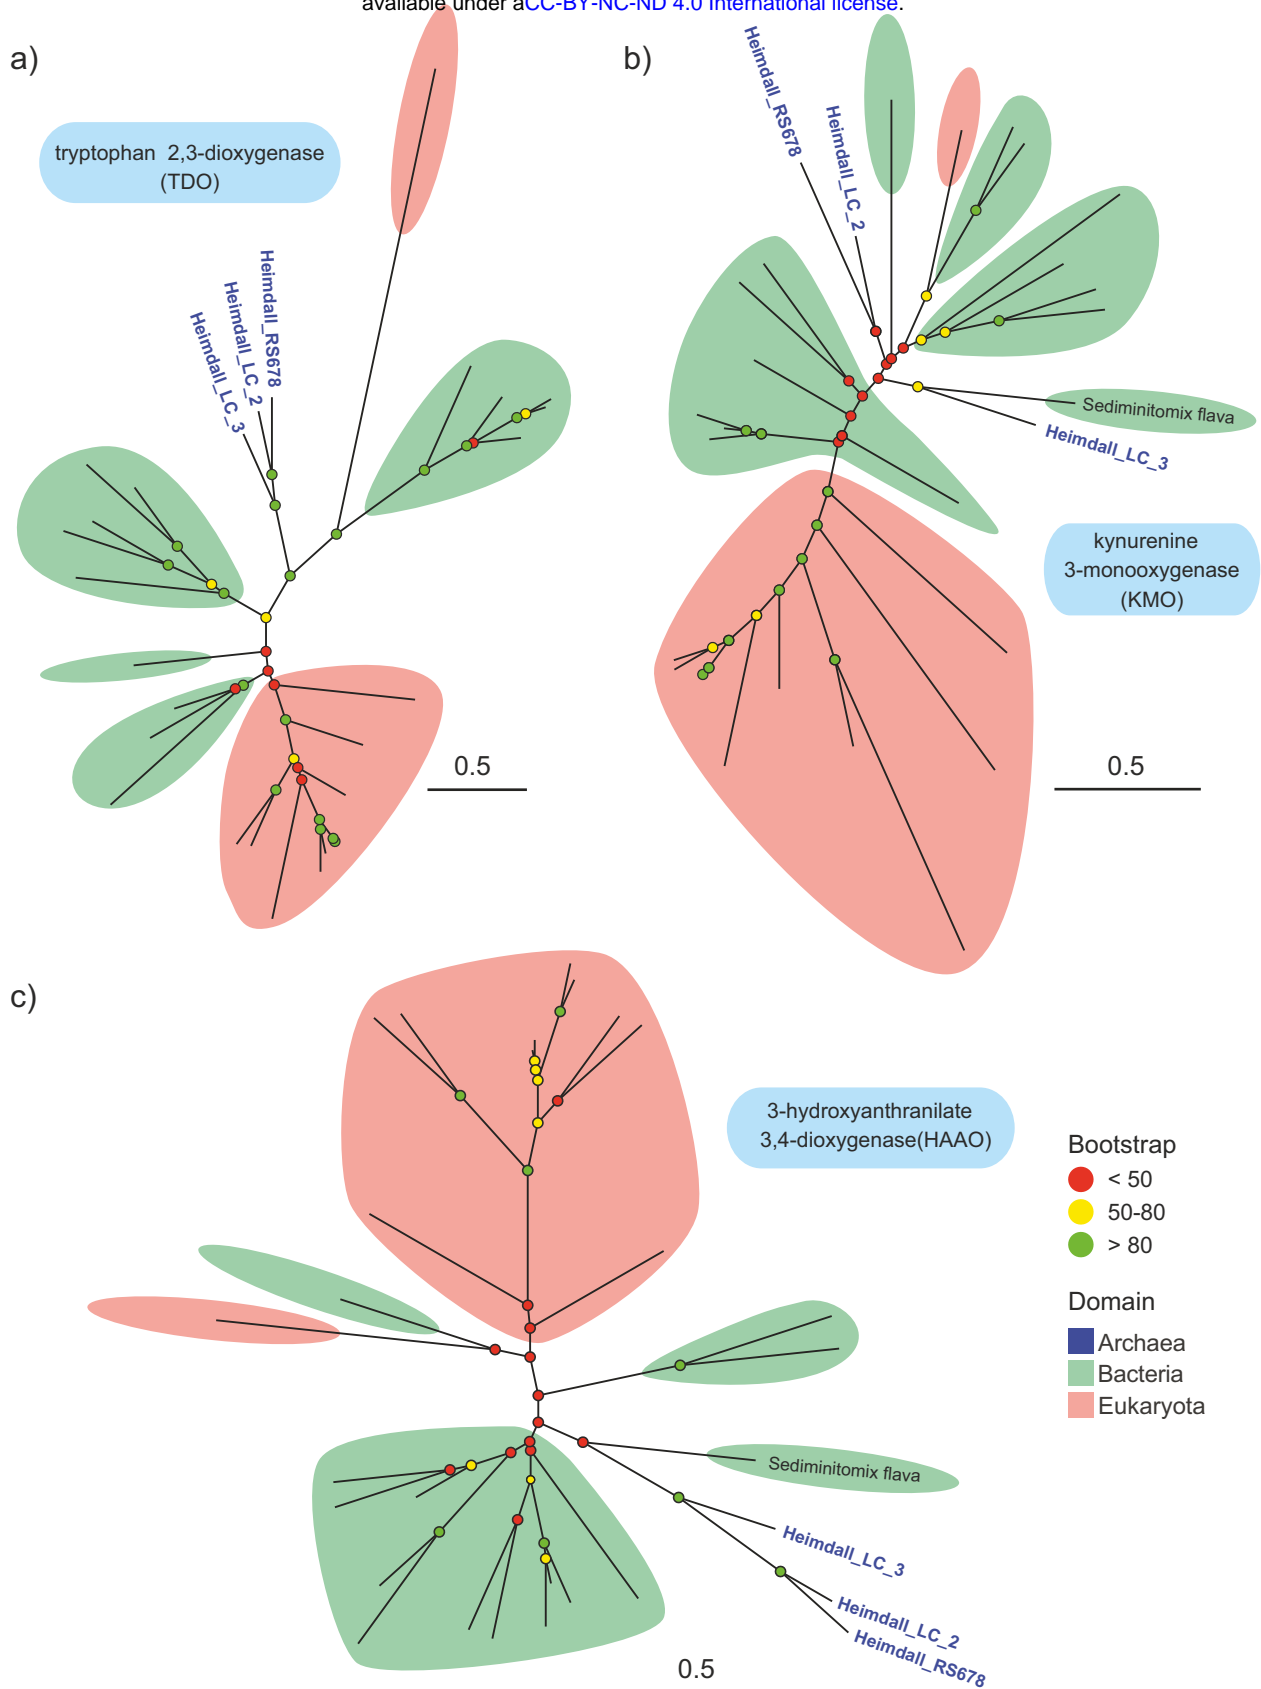 available under aCC-BY-NC-ND 4.0 International license.
a)
b)
tryptophan 2,3-dioxygenase
(TDO)
Heimdall_RS678
Heimdall_LC_2
Heimdall_LC_3
0.5
Heimdall_RS678
Heimdall_LC_2
Sediminitomix flava
Heimdall_LC_3
kynurenine
3-monooxygenase
(KMO)
0.5
c)
3-hydroxyanthranilate
3,4-dioxygenase(HAAO)
Sediminitomix flava
Heimdall_LC_3
Heimdall_LC_2
Heimdall_RS678
0.5
Bootstrap
< 50
50-80
> 80
Domain
Archaea
Bacteria
Eukaryota